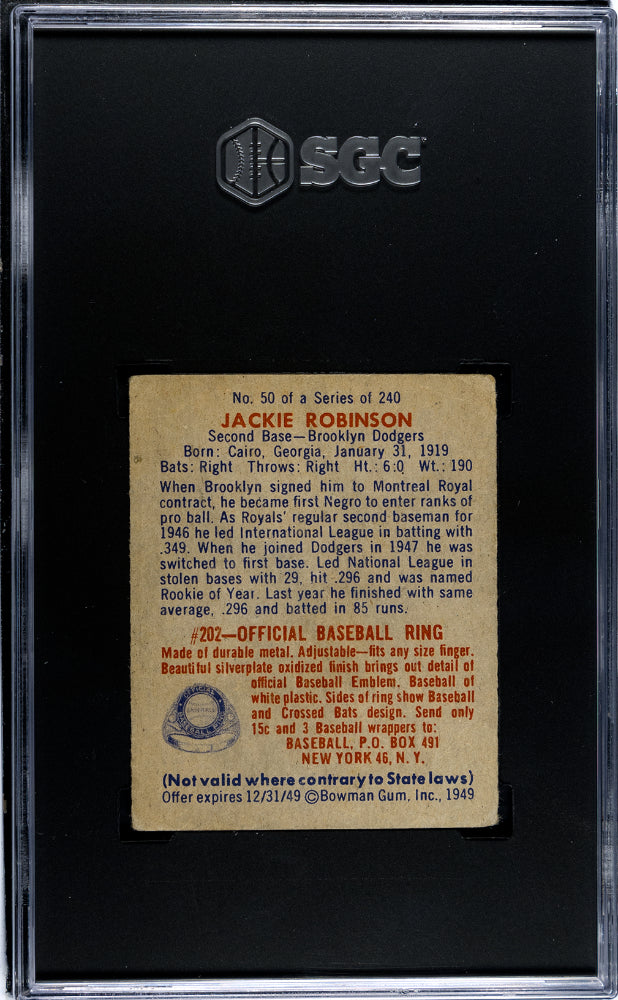 SGC
No. 50 of a Series of 240
JACKIE ROBINSON
Second Base—Brooklyn Dodgers
Born: Cairo, Georgia, January 31, 1919
Bats: Right Throws: Right Ht.: 6:0 Wt.: 190
When Brooklyn signed him to Montreal Royal
contract, he became first Negro to enter ranks of
pro ball. As Royals' regular second baseman for
1946 he led International League in batting with
.349. When he joined Dodgers in 1947 he was
switched to first base. Led National League in
stolen bases with 29, hit .296 and was named
Rookie of Year. Last year he finished with same
average, .296 and batted in 85 runs.
#202—OFFICIAL BASEBALL RING
Made of durable metal. Adjustable—fits any size finger.
Beautiful silverplate oxidized finish brings out detail of
official Baseball Emblem. Baseball of
white plastic. Sides of ring show Baseball
and Crossed Bats design. Send only
15c and 3 Baseball wrappers to:
BASEBALL, P.O. BOX 491
NEW YORK 46, N. Y.
OFFICIAL
BASEBALL RING
(Not valid where contrary to State laws)
Offer expires 12/31/49 ©Bowman Gum, Inc., 1949